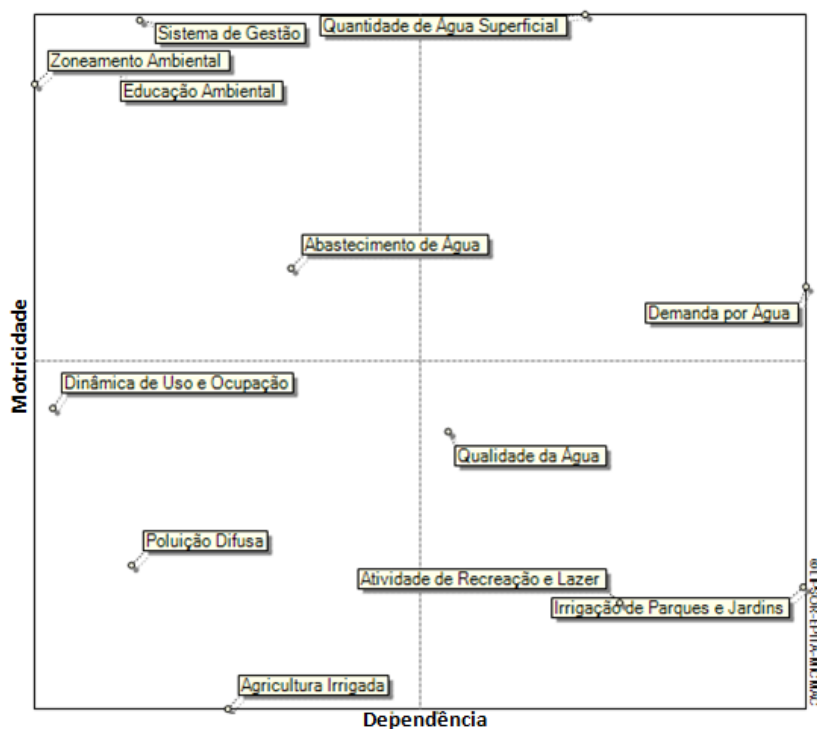 Sistema de Gestão
Quantidade de Água Superficial
Zoneamento Ambiental
Educação Ambiental
Abastecimento de Água
Demanda por Água
Motricidade
Dinâmica de Uso e Ocupação
Qualidade da Água
Poluição Difusa
Atividade de Recreação e Lazer
Irrigação de Parques e Jardins
Agricultura Irrigada
Dependência